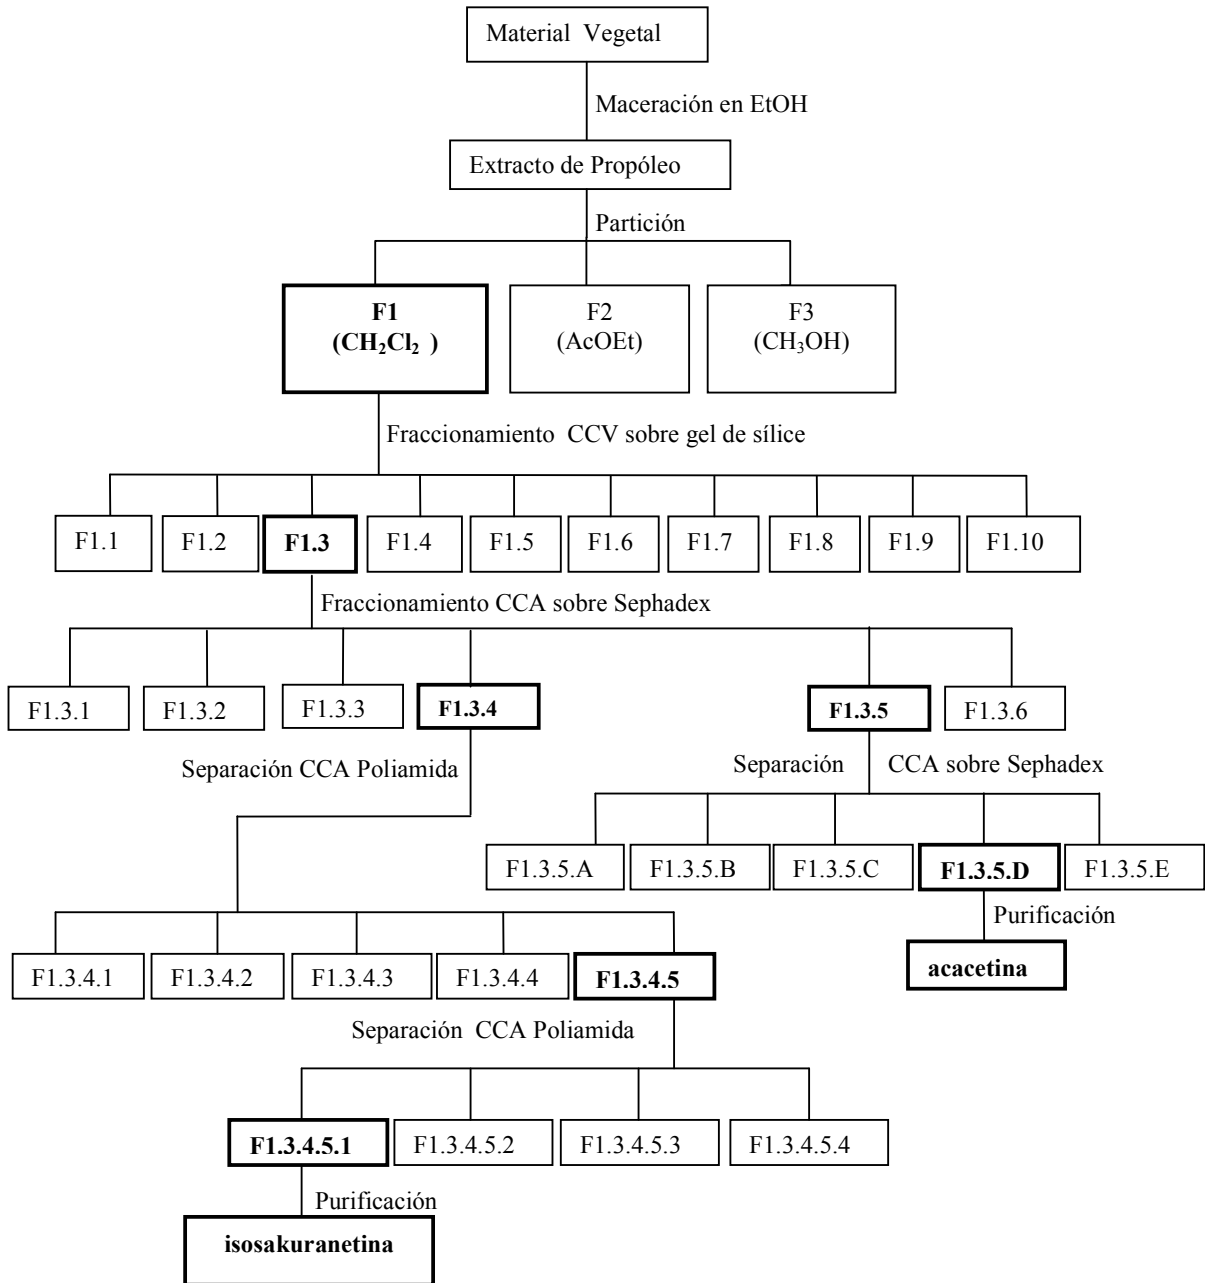 Material Vegetal
Maceración en EtOH
Extracto de Propóleo
Partición
F1
(CH₂Cl₂ )
F2
(AcOEt)
F3
(CH₃OH)
Fraccionamiento CCV sobre gel de sílice
F1.1
F1.2
F1.3
F1.4
F1.5
F1.6
F1.7
F1.8
F1.9
F1.10
Fraccionamiento CCA sobre Sephadex
F1.3.1
F1.3.2
F1.3.3
F1.3.4
F1.3.5
F1.3.6
Separación CCA Poliamida
Separación CCA sobre Sephadex
F1.3.5.A
F1.3.5.B
F1.3.5.C
F1.3.5.D
F1.3.5.E
Purificación
acacetina
F1.3.4.1
F1.3.4.2
F1.3.4.3
F1.3.4.4
F1.3.4.5
Separación CCA Poliamida
F1.3.4.5.1
F1.3.4.5.2
F1.3.4.5.3
F1.3.4.5.4
Purificación
isosakuranetina